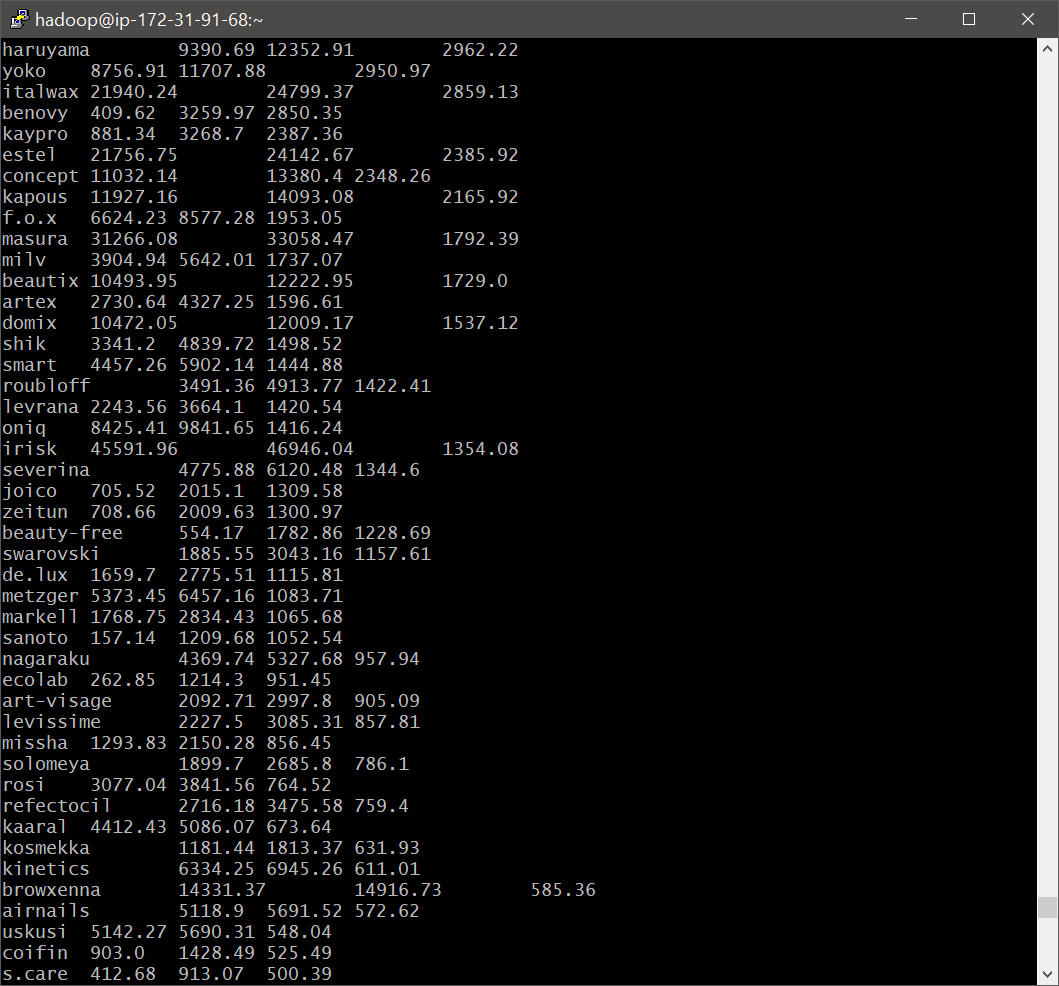 hadoop@ip-172-31-91-68:~
haruyama 9390.69 12352.91 2962.22
yoko 8756.91 11707.88 2950.97
italwax 21940.24 24799.37 2859.13
benovy 409.62 3259.97 2850.35
kaypro 881.34 3268.7 2387.36
estel 21756.75 24142.67 2385.92
concept 11032.14 13380.4 2348.26
kapous 11927.16 14093.08 2165.92
f.o.x 6624.23 8577.28 1953.05
masura 31266.08 33058.47 1792.39
milv 3904.94 5642.01 1737.07
beautix 10493.95 12222.95 1729.0
artex 2730.64 4327.25 1596.61
domix 10472.05 12009.17 1537.12
shik 3341.2 4839.72 1498.52
smart 4457.26 5902.14 1444.88
roubloff 3491.36 4913.77 1422.41
levrana 2243.56 3664.1 1420.54
oniq 8425.41 9841.65 1416.24
irisk 45591.96 46946.04 1354.08
severina 4775.88 6120.48 1344.6
joico 705.52 2015.1 1309.58
zeitun 708.66 2009.63 1300.97
beauty-free 554.17 1782.86 1228.69
swarovski 1885.55 3043.16 1157.61
de.lux 1659.7 2775.51 1115.81
metzger 5373.45 6457.16 1083.71
markell 1768.75 2834.43 1065.68
sanoto 157.14 1209.68 1052.54
nagaraku 4369.74 5327.68 957.94
ecolab 262.85 1214.3 951.45
art-visage 2092.71 2997.8 905.09
levissime 2227.5 3085.31 857.81
missha 1293.83 2150.28 856.45
solomeya 1899.7 2685.8 786.1
rosi 3077.04 3841.56 764.52
refectocil 2716.18 3475.58 759.4
kaaral 4412.43 5086.07 673.64
kosmekka 1181.44 1813.37 631.93
kinetics 6334.25 6945.26 611.01
browxenna 14331.37 14916.73 585.36
airnails 5118.9 5691.52 572.62
uskusi 5142.27 5690.31 548.04
coifin 903.0 1428.49 525.49
s.care 412.68 913.07 500.39